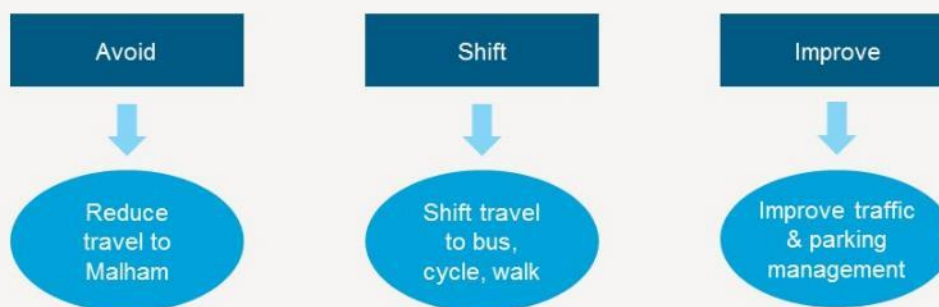 Avoid
Shift
Improve
Reduce
travel to
Malham
Shift travel
to bus,
cycle, walk
Improve traffic
& parking
management